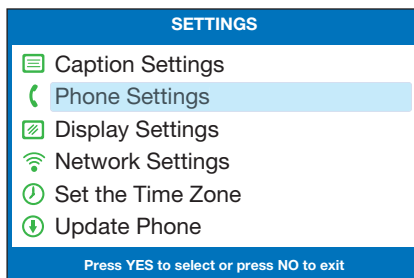 SETTINGS
Caption Settings
Phone Settings
Display Settings
Network Settings
Set the Time Zone
Update Phone
Press YES to select or press NO to exit